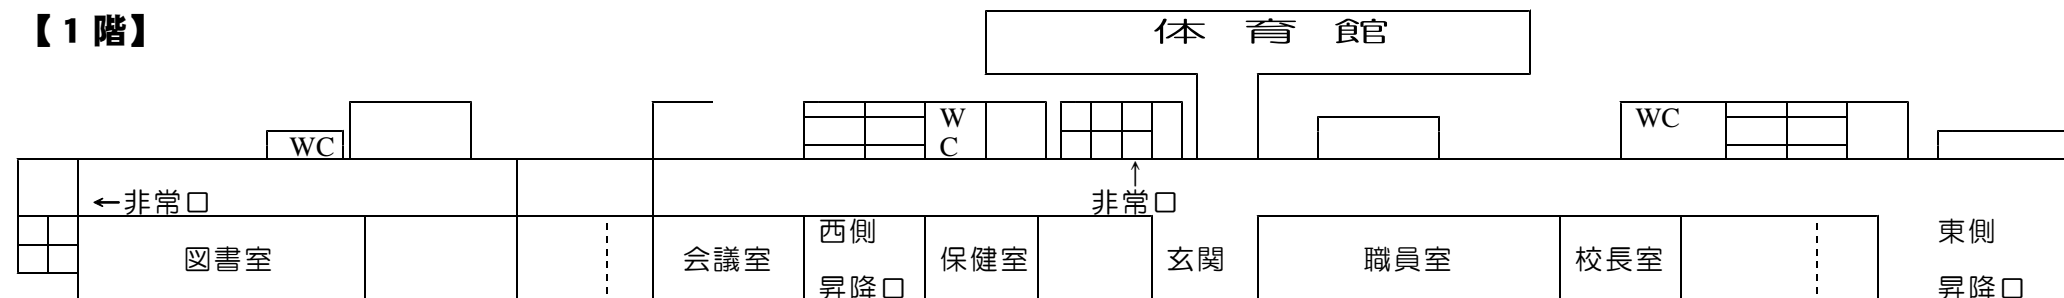 【1階】
体育館
WC
W
C
WC
←非常口
↑
非常口
図書室
会議室
西側
昇降口
保健室
玄関
職員室
校長室
東側
昇降口